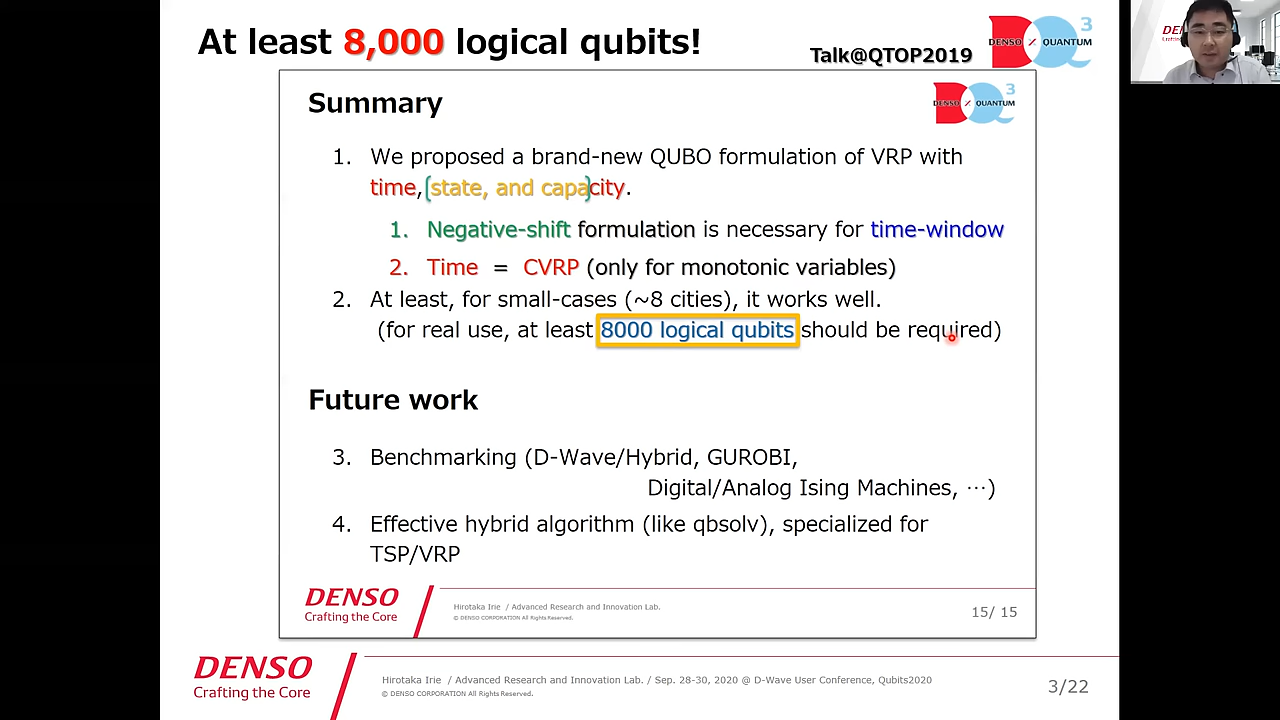 At least 8,000 logical qubits!
Talk@QTOP2019
DENSO × QUANTUM 3
Summary
DENSO × QUANTUM 3
1. We proposed a brand-new QUBO formulation of VRP with
time, (state, and capa)city.
1. Negative-shift formulation is necessary for time-window
2. Time = CVRP (only for monotonic variables)
2. At least, for small-cases (~8 cities), it works well.
(for real use, at least 8000 logical qubits should be required)
Future work
3. Benchmarking (D-Wave/Hybrid, GUROBI,
Digital/Analog Ising Machines, ⋯)
4. Effective hybrid algorithm (like qbsolv), specialized for
TSP/VRP
DENSO
Crafting the Core
Hirotaka Irie / Advanced Research and Innovation Lab.
© DENSO CORPORATION All Rights Reserved.
15/ 15
DENSO
Crafting the Core
Hirotaka Irie / Advanced Research and Innovation Lab. / Sep. 28-30, 2020 @ D-Wave User Conference, Qubits2020
© DENSO CORPORATION All Rights Reserved.
3/22